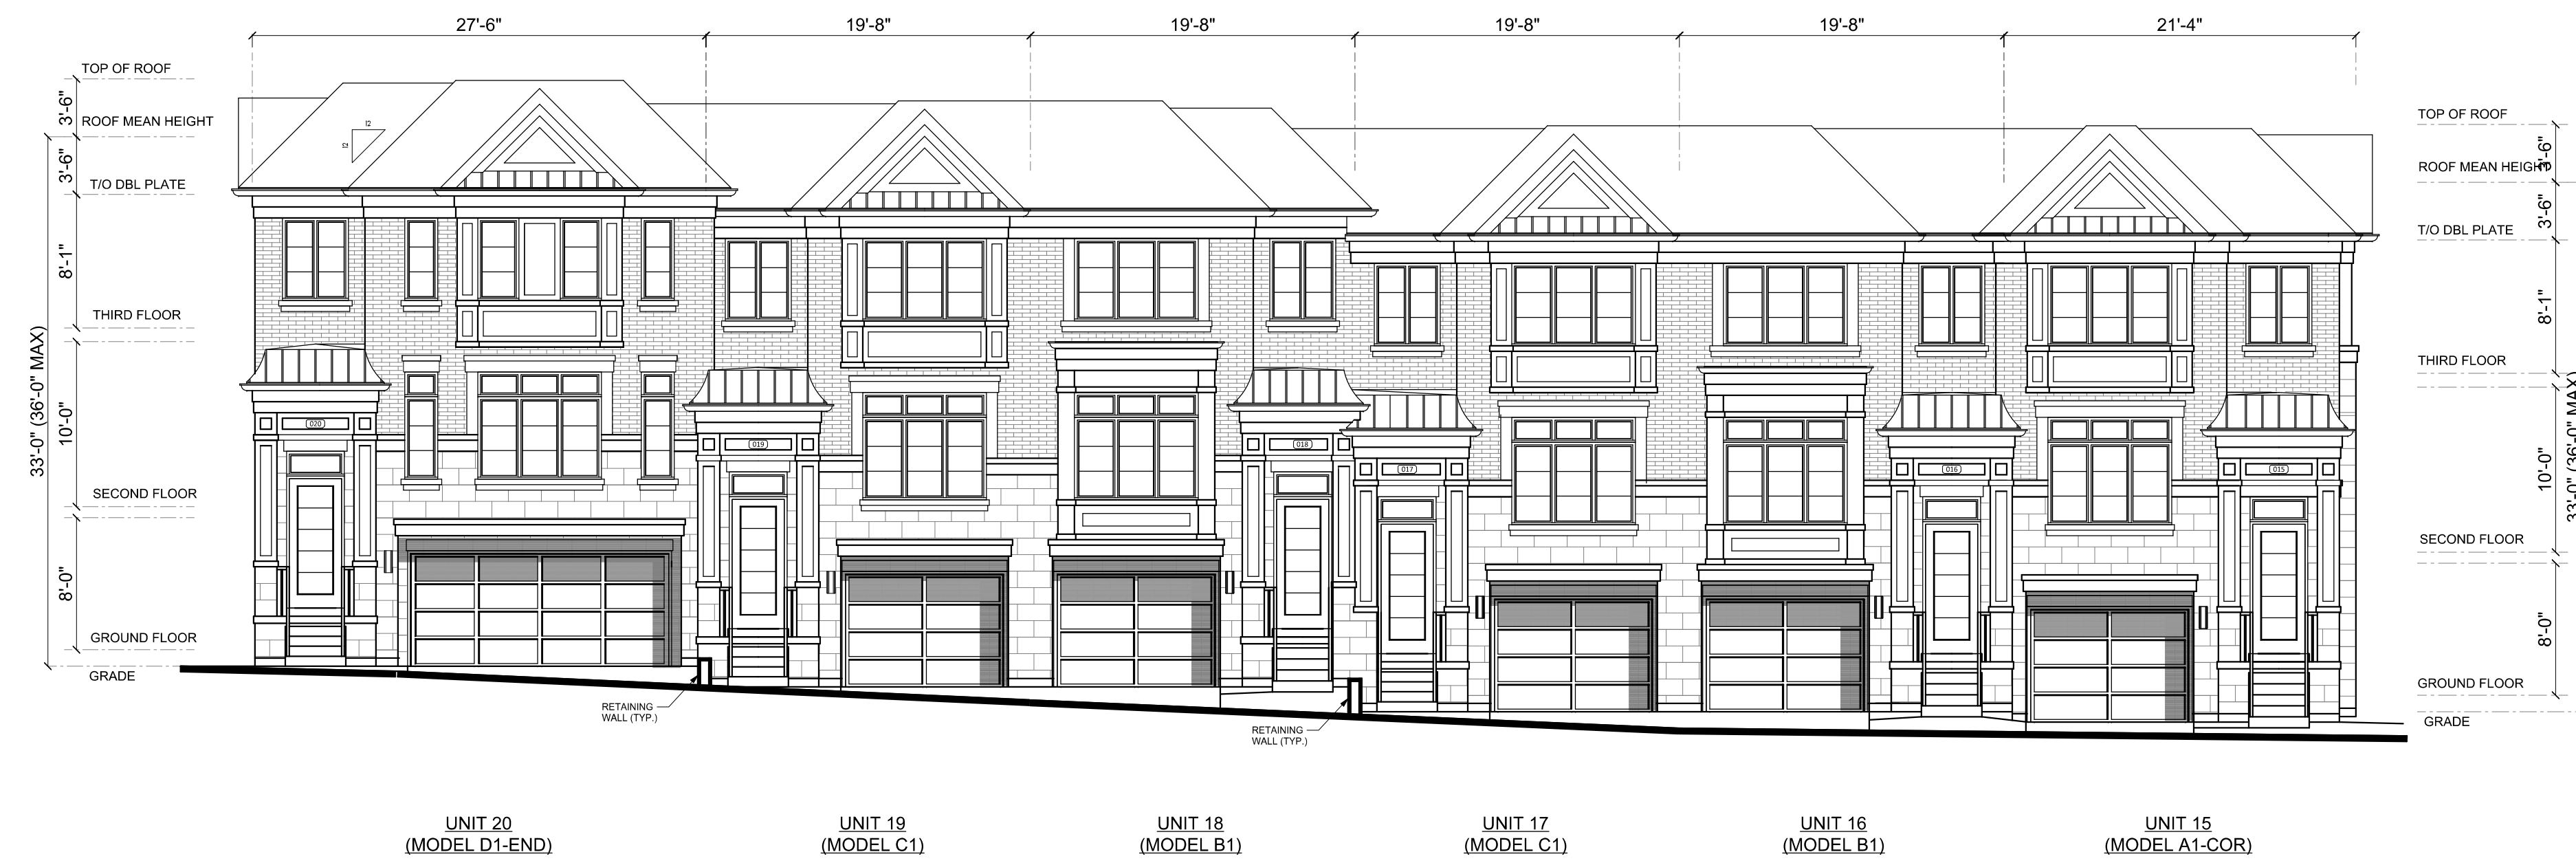 27'-6"
19'-8"
19'-8"
19'-8"
19'-8"
21'-4"
TOP OF ROOF
3'-6"
ROOF MEAN HEIGHT
3'-6"
T/O DBL PLATE
8'-1"
THIRD FLOOR
33'-0" (36'-0" MAX)
10'-0"
SECOND FLOOR
8'-0"
GROUND FLOOR
GRADE
12
12
020
019
018
017
016
015
RETAINING
WALL (TYP.)
RETAINING
WALL (TYP.)
TOP OF ROOF
3'-6"
ROOF MEAN HEIGHT
3'-6"
T/O DBL PLATE
8'-1"
THIRD FLOOR
33'-0" (36'-0" MAX)
10'-0"
SECOND FLOOR
8'-0"
GROUND FLOOR
GRADE
UNIT 20
(MODEL D1-END)
UNIT 19
(MODEL C1)
UNIT 18
(MODEL B1)
UNIT 17
(MODEL C1)
UNIT 16
(MODEL B1)
UNIT 15
(MODEL A1-COR)